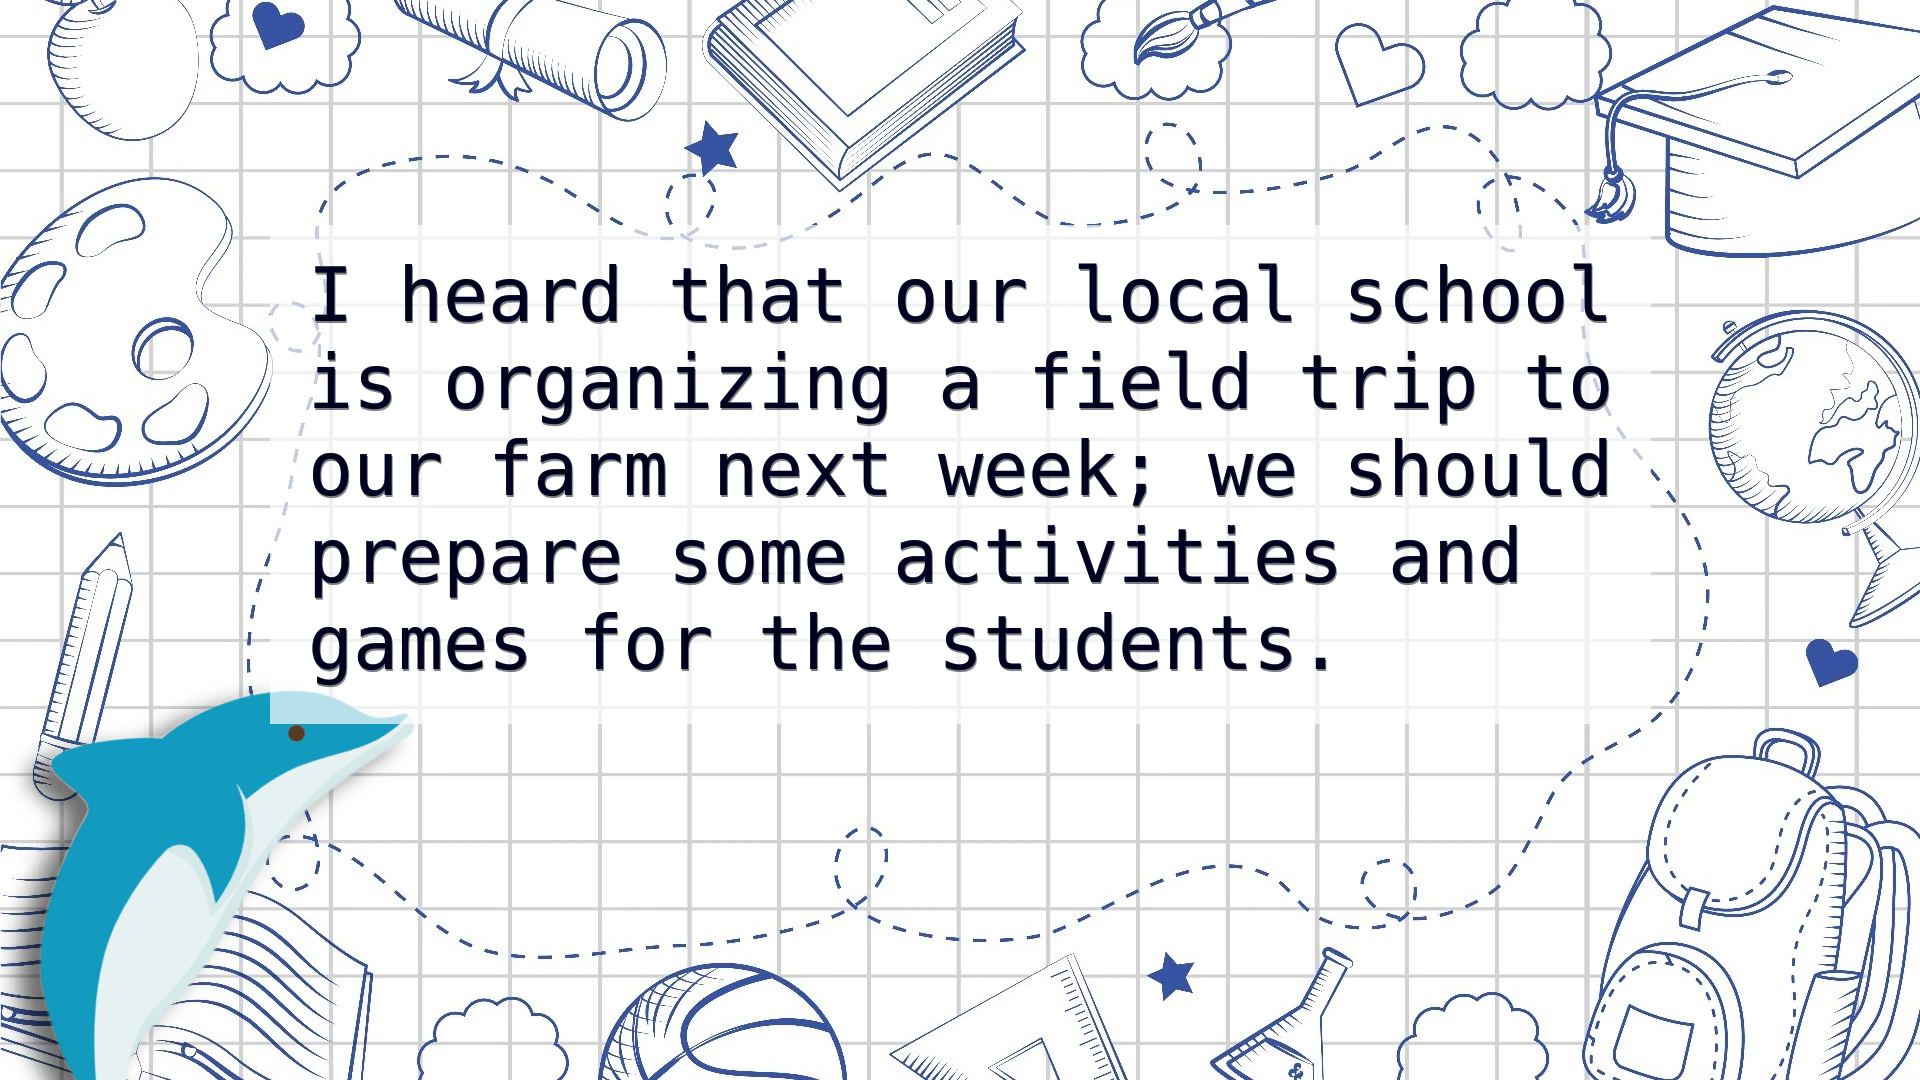 I heard that our local school
is organizing a field trip to
our farm next week; we should
prepare some activities and
games for the students.